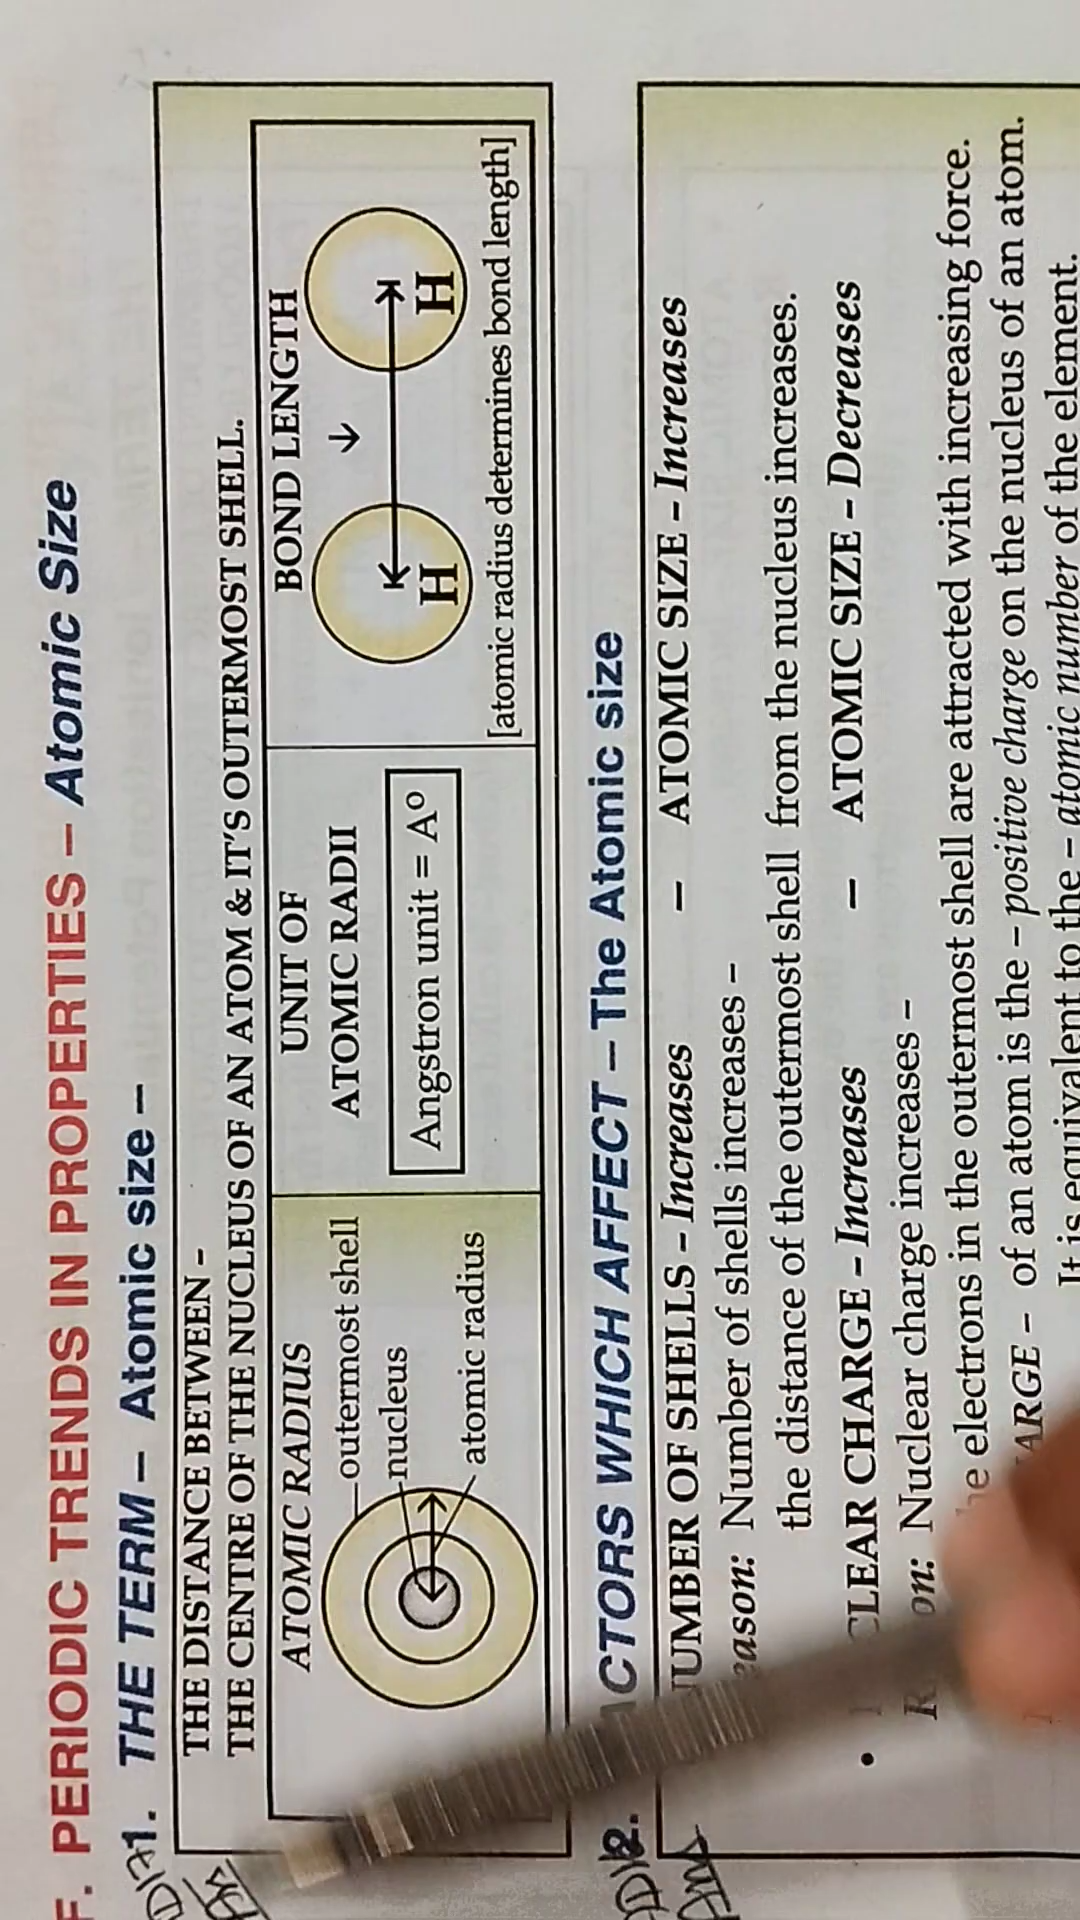 F. PERIODIC TRENDS IN PROPERTIES – Atomic Size
1. THE TERM – Atomic size –
THE DISTANCE BETWEEN –
THE CENTRE OF THE NUCLEUS OF AN ATOM & IT'S OUTERMOST SHELL.
ATOMIC RADIUS
outermost shell
nucleus
atomic radius
UNIT OF
ATOMIC RADII
Angstron unit = A°
BOND LENGTH
↓
H H
[atomic radius determines bond length]
2. ACTORS WHICH AFFECT – The Atomic size
NUMBER OF SHELLS – Increases – ATOMIC SIZE – Increases
eason: Number of shells increases –
the distance of the outermost shell from the nucleus increases.
• CLEAR CHARGE – Increases – ATOMIC SIZE – Decreases
R on: Nuclear charge increases –
he electrons in the outermost shell are attracted with increasing force.
ARGE – of an atom is the – positive charge on the nucleus of an atom.
It is equivalent to the – atomic number of the element.